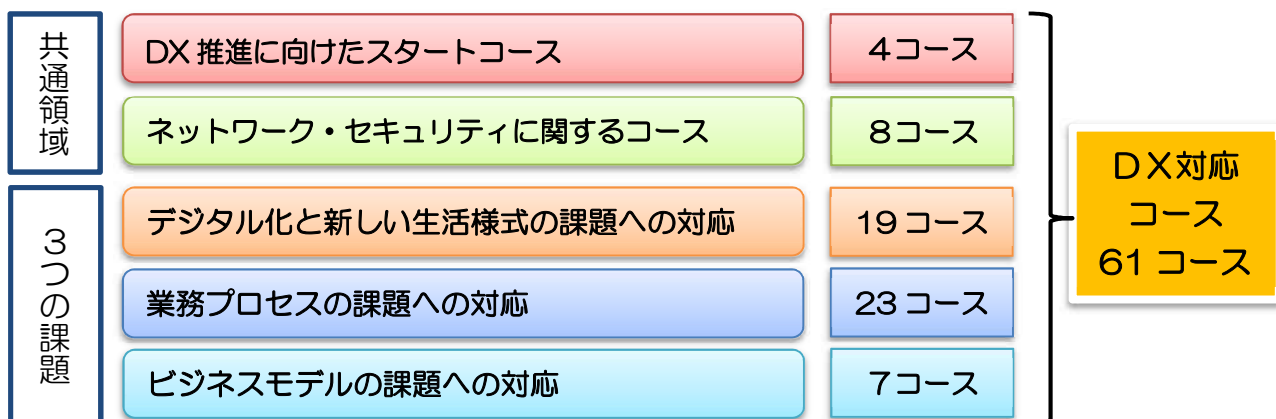 共通領域
DX 推進に向けたスタートコース
4コース
ネットワーク・セキュリティに関するコース
8コース
3つの課題
デジタル化と新しい生活様式の課題への対応
19 コース
業務プロセスの課題への対応
23 コース
ビジネスモデルの課題への対応
7コース
DX対応
コース
61 コース